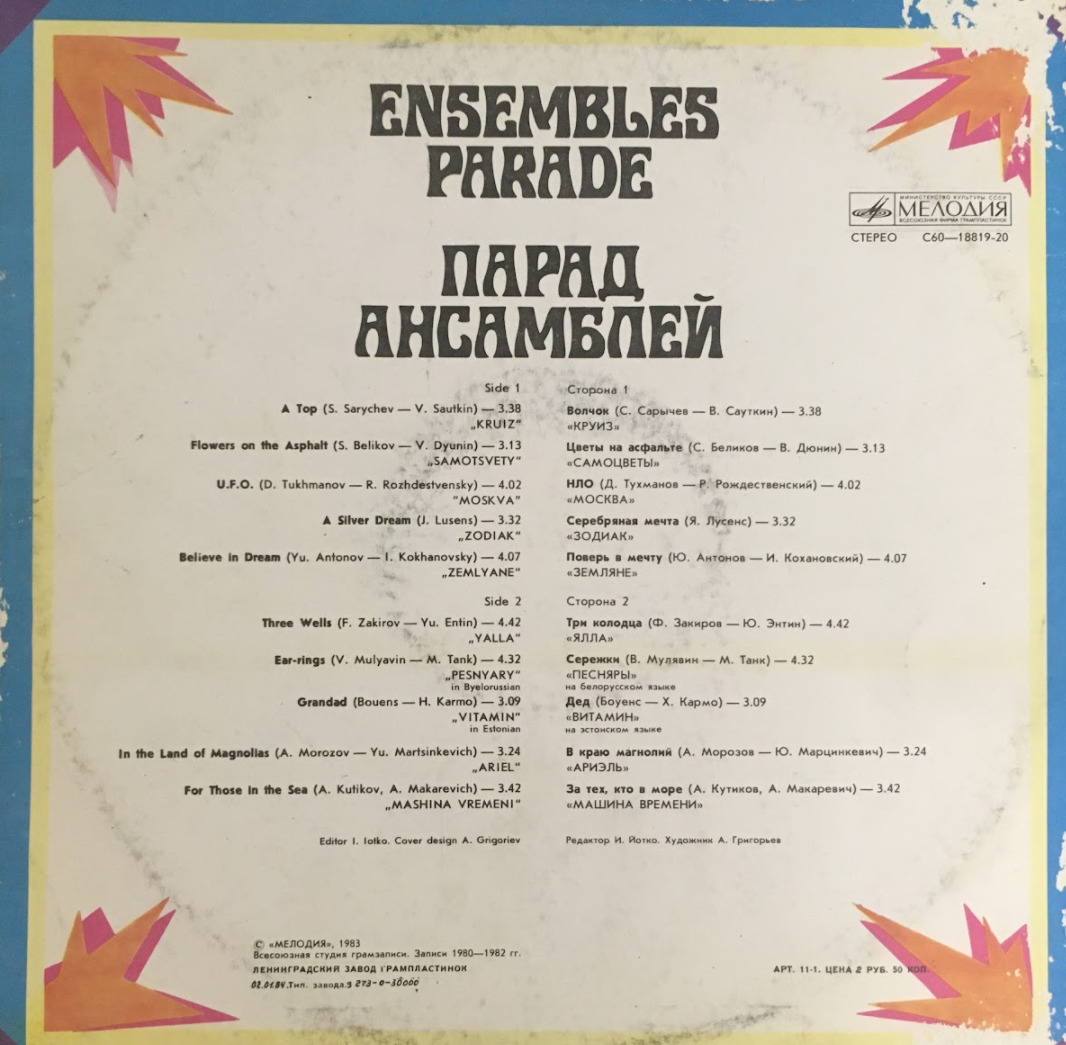 ENSEMBLES
PARADE
МИНИСТЕРСТВО КУЛЬТУРЫ СССР
МЕЛОДИЯ
ВСЕСОЮЗНАЯ ФИРМА ГРАМПЛАСТИНОК
СТЕРЕО С60—18819-20
ПАРАД
АНСАМБЛЕЙ
Side 1
A Top (S. Sarychev — V. Sautkin) — 3.38
„KRUIZ“
Flowers on the Asphalt (S. Belikov — V. Dyunin) — 3.13
„SAMOTSVETY“
U.F.O. (D. Tukhmanov — R. Rozhdestvensky) — 4.02
“MOSKVA“
A Silver Dream (J. Lusens) — 3.32
„ZODIAK“
Believe in Dream (Yu. Antonov — I. Kokhanovsky) — 4.07
„ZEMLYANE“
Side 2
Three Wells (F. Zakirov — Yu. Entin) — 4.42
„YALLA“
Ear-rings (V. Mulyavin — M. Tank) — 4.32
„PESNYARY“
in Byelorussian
Grandad (Bouens — H. Karmo) — 3.09
„VITAMIN“
in Estonian
In the Land of Magnolias (A. Morozov — Yu. Martsinkevich) — 3.24
„ARIEL“
For Those in the Sea (A. Kutikov, A. Makarevich) — 3.42
„MASHINA VREMENI“
Editor I. Iotko. Cover design A. Grigoriev
Сторона 1
Волчок (С. Сарычев — В. Сауткин) — 3.38
«КРУИЗ»
Цветы на асфальте (С. Беликов — В. Дюнин) — 3.13
«САМОЦВЕТЫ»
НЛО (Д. Тухманов — Р. Рождественский) — 4.02
«МОСКВА»
Серебряная мечта (Я. Лусенс) — 3.32
«ЗОДИАК»
Поверь в мечту (Ю. Антонов — И. Кохановский) — 4.07
«ЗЕМЛЯНЕ»
Сторона 2
Три колодца (Ф. Закиров — Ю. Энтин) — 4.42
«ЯЛЛА»
Сережки (В. Мулявин — М. Танк) — 4.32
«ПЕСНЯРЫ»
на белорусском языке
Дед (Боуенс — Х. Кармо) — 3.09
«ВИТАМИН»
на эстонском языке
В краю магнолий (А. Морозов — Ю. Марцинкевич) — 3.24
«АРИЭЛЬ»
За тех, кто в море (А. Кутиков, А. Макаревич) — 3.42
«МАШИНА ВРЕМЕНИ»
Редактор И. Йотко. Художник А. Григорьев
© «МЕЛОДИЯ», 1983
Всесоюзная студия грамзаписи. Записи 1980—1982 гг.
ЛЕНИНГРАДСКИЙ ЗАВОД ГРАМПЛАСТИНОК
02.01.84. Тип. завода. з 273-0-30000
АРТ. 11-1. ЦЕНА 2 РУБ. 50 КОП.